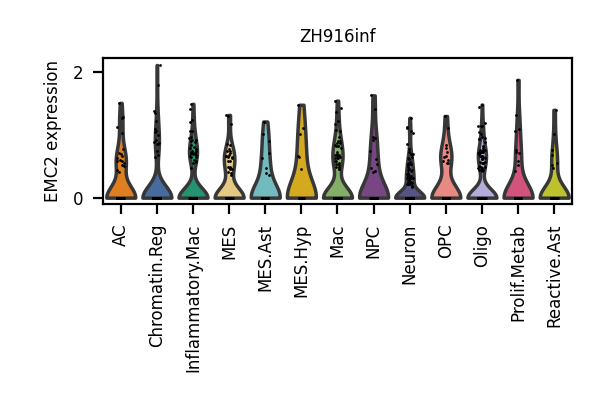 ZH916inf
EMC2 expression
2
0
AC
Chromatin.Reg
Inflammatory.Mac
MES
MES.Ast
MES.Hyp
Mac
NPC
Neuron
OPC
Oligo
Prolif.Metab
Reactive.Ast